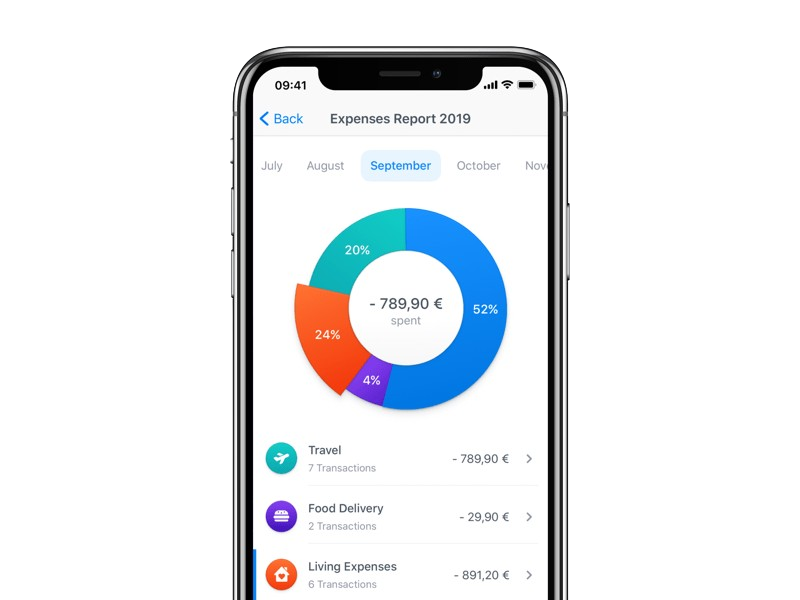 09:41
Back
Expenses Report 2019
July August September October Nov
20%
52%
24%
4%
- 789,90 €
spent
Travel
- 789,90 €
7 Transactions
Food Delivery
- 29,90 €
2 Transactions
Living Expenses
- 891,20 €
6 Transactions